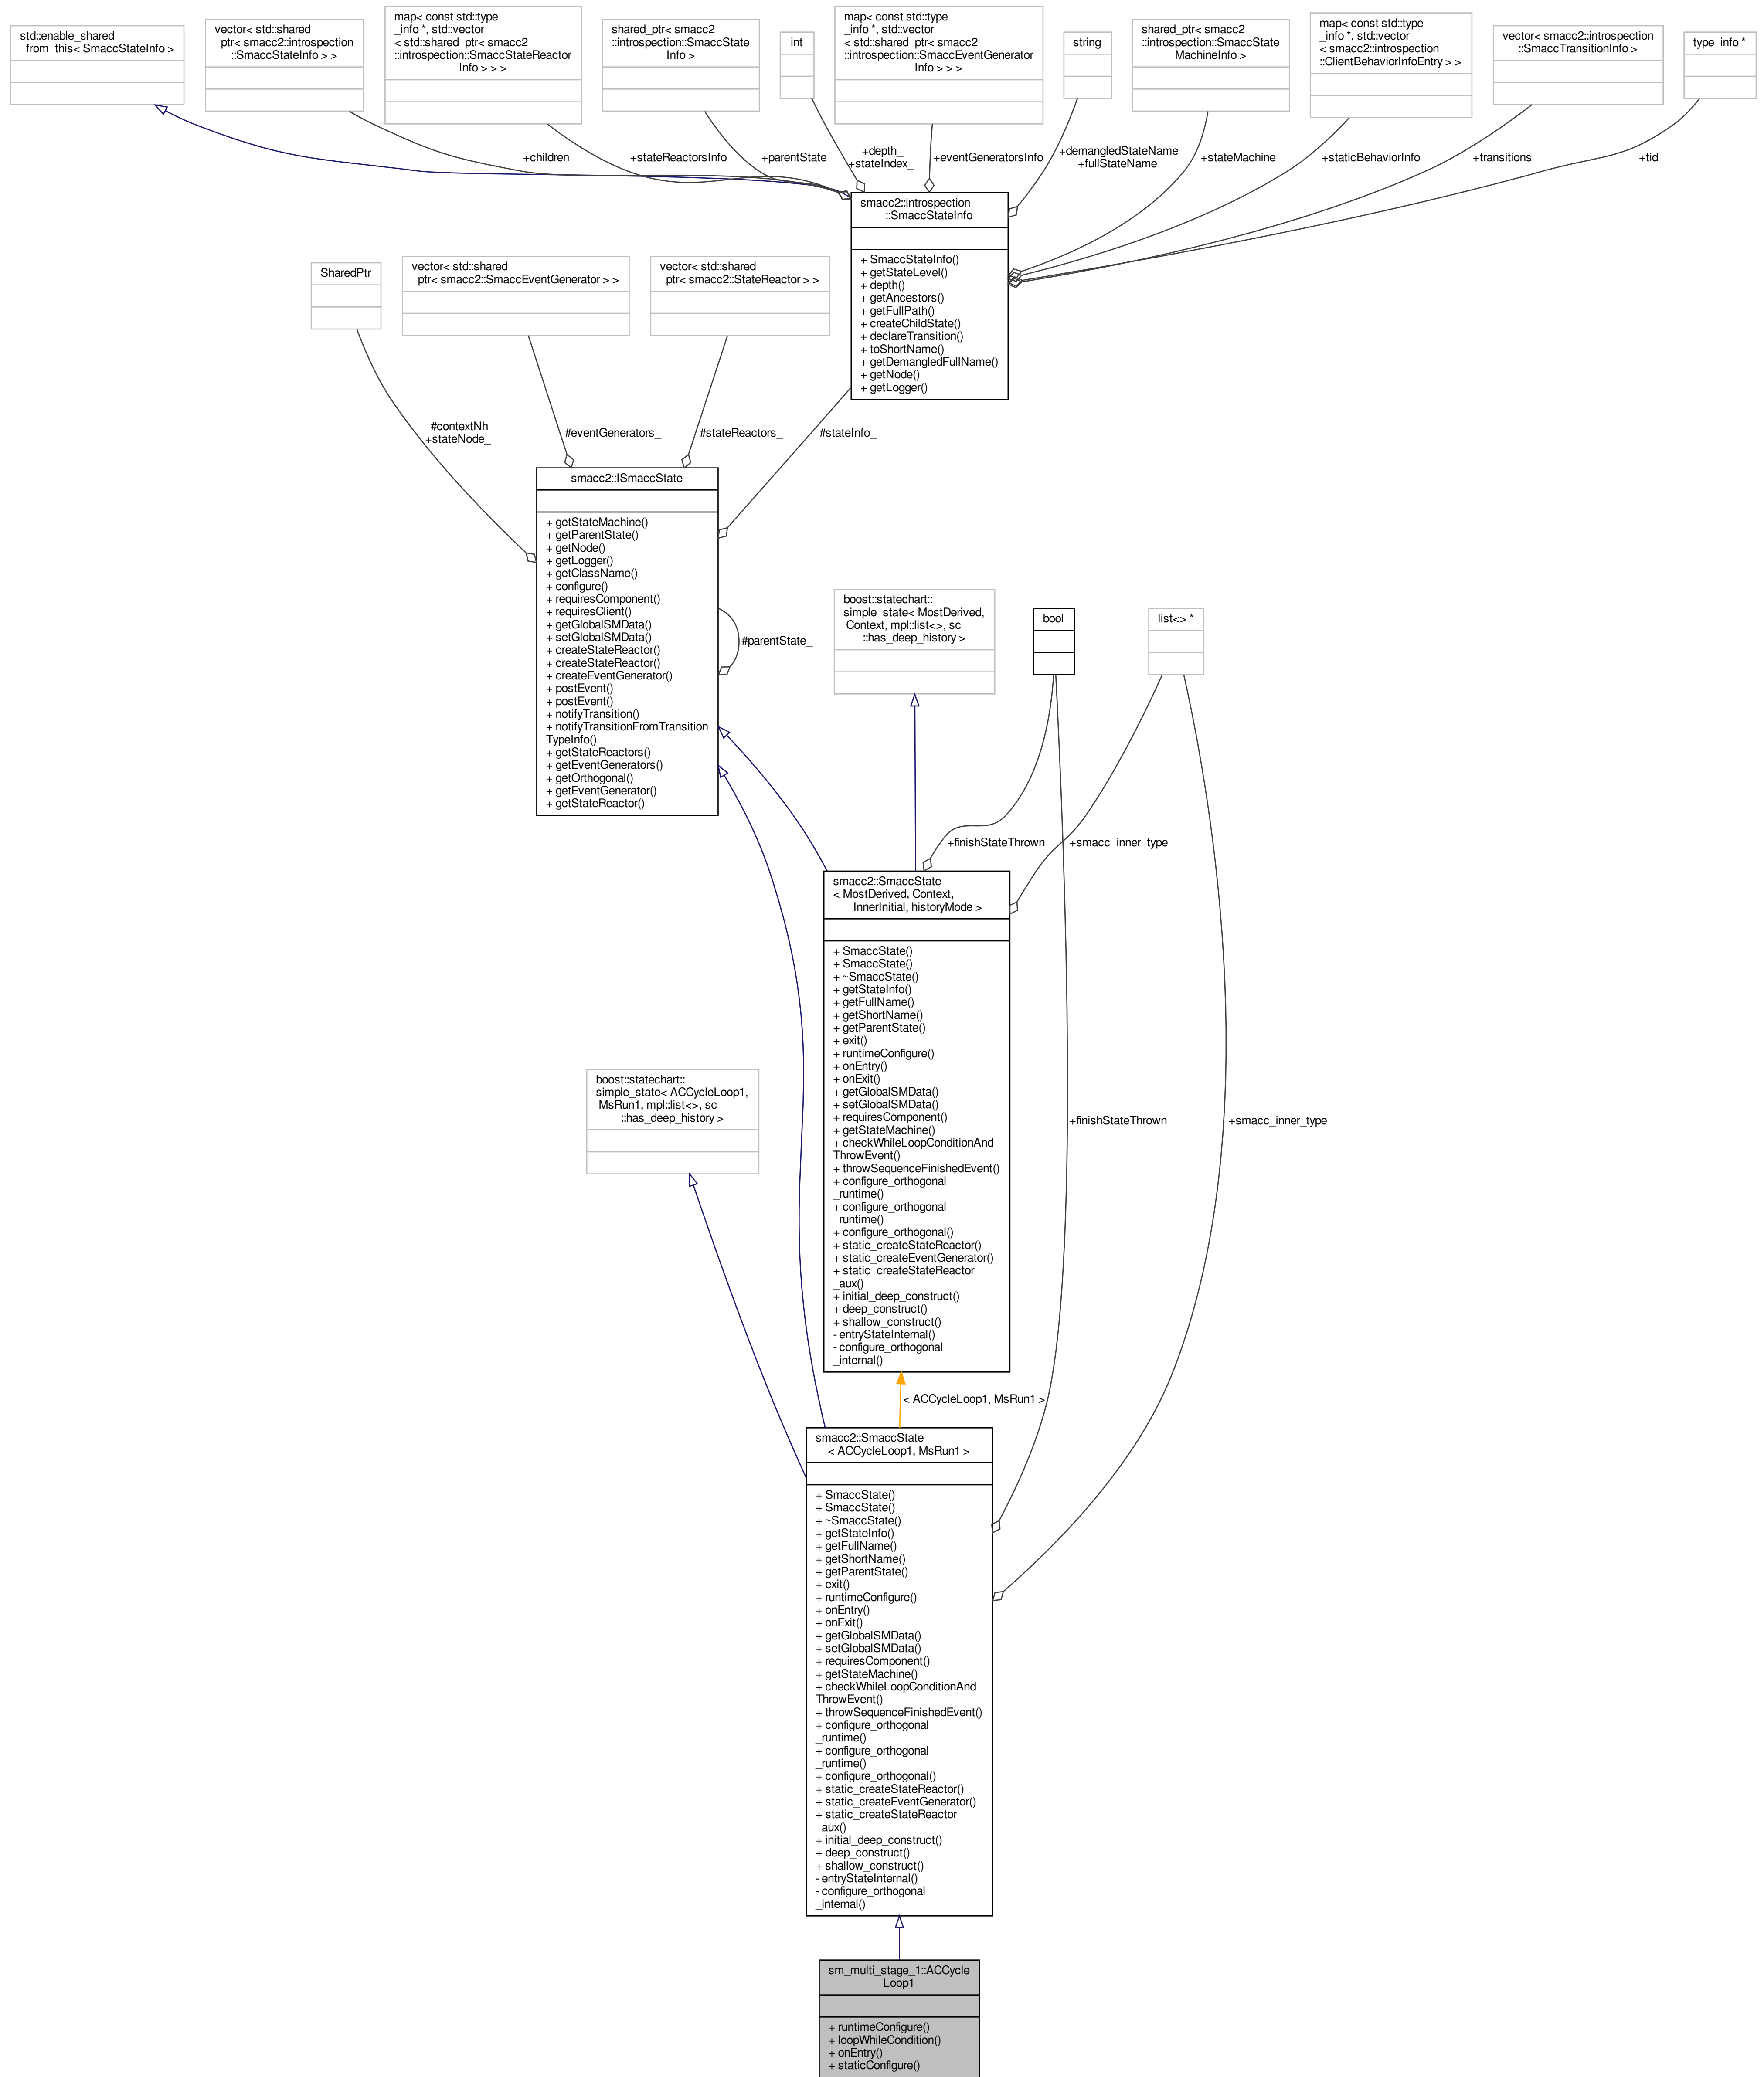 std::enable_shared
_from_this< SmaccStateInfo >
vector< std::shared
_ptr< smacc2::introspection
::SmaccStateInfo > >
map< const std::type
_info *, std::vector
< std::shared_ptr< smacc2
::introspection::SmaccStateReactor
Info > > >
shared_ptr< smacc2
::introspection::SmaccState
Info >
int
map< const std::type
_info *, std::vector
< std::shared_ptr< smacc2
::introspection::SmaccEventGenerator
Info > > >
string
shared_ptr< smacc2
::introspection::SmaccState
MachineInfo >
map< const std::type
_info *, std::vector
< smacc2::introspection
::ClientBehaviorInfoEntry > >
vector< smacc2::introspection
::SmaccTransitionInfo >
type_info *
+children_
+stateReactorsInfo
+parentState_
+depth_
+stateIndex_
+eventGeneratorsInfo
+demangledStateName
+fullStateName
+stateMachine_
+staticBehaviorInfo
+transitions_
+tid_
smacc2::introspection
::SmaccStateInfo
+ SmaccStateInfo()
+ getStateLevel()
+ depth()
+ getAncestors()
+ getFullPath()
+ createChildState()
+ declareTransition()
+ toShortName()
+ getDemangledFullName()
+ getNode()
+ getLogger()
SharedPtr
vector< std::shared
_ptr< smacc2::SmaccEventGenerator > >
vector< std::shared
_ptr< smacc2::StateReactor > >
#contextNh
+stateNode_
#eventGenerators_
#stateReactors_
#stateInfo_
smacc2::ISmaccState
+ getStateMachine()
+ getParentState()
+ getNode()
+ getLogger()
+ getClassName()
+ configure()
+ requiresComponent()
+ requiresClient()
+ getGlobalSMData()
+ setGlobalSMData()
+ createStateReactor()
+ createStateReactor()
+ createEventGenerator()
+ postEvent()
+ postEvent()
+ notifyTransition()
+ notifyTransitionFromTransition
TypeInfo()
+ getStateReactors()
+ getEventGenerators()
+ getOrthogonal()
+ getEventGenerator()
+ getStateReactor()
#parentState_
boost::statechart::
simple_state< MostDerived,
Context, mpl::list<>, sc
::has_deep_history >
bool
list<> *
+finishStateThrown
+smacc_inner_type
smacc2::SmaccState
< MostDerived, Context,
InnerInitial, historyMode >
+ SmaccState()
+ SmaccState()
+ ~SmaccState()
+ getStateInfo()
+ getFullName()
+ getShortName()
+ getParentState()
+ exit()
+ runtimeConfigure()
+ onEntry()
+ onExit()
+ getGlobalSMData()
+ setGlobalSMData()
+ requiresComponent()
+ getStateMachine()
+ checkWhileLoopConditionAnd
ThrowEvent()
+ throwSequenceFinishedEvent()
+ configure_orthogonal
_runtime()
+ configure_orthogonal
_runtime()
+ configure_orthogonal()
+ static_createStateReactor()
+ static_createEventGenerator()
+ static_createStateReactor
_aux()
+ initial_deep_construct()
+ deep_construct()
+ shallow_construct()
- entryStateInternal()
- configure_orthogonal
_internal()
boost::statechart::
simple_state< ACCycleLoop1,
MsRun1, mpl::list<>, sc
::has_deep_history >
+finishStateThrown
+smacc_inner_type
< ACCycleLoop1, MsRun1 >
smacc2::SmaccState
< ACCycleLoop1, MsRun1 >
+ SmaccState()
+ SmaccState()
+ ~SmaccState()
+ getStateInfo()
+ getFullName()
+ getShortName()
+ getParentState()
+ exit()
+ runtimeConfigure()
+ onEntry()
+ onExit()
+ getGlobalSMData()
+ setGlobalSMData()
+ requiresComponent()
+ getStateMachine()
+ checkWhileLoopConditionAnd
ThrowEvent()
+ throwSequenceFinishedEvent()
+ configure_orthogonal
_runtime()
+ configure_orthogonal
_runtime()
+ configure_orthogonal()
+ static_createStateReactor()
+ static_createEventGenerator()
+ static_createStateReactor
_aux()
+ initial_deep_construct()
+ deep_construct()
+ shallow_construct()
- entryStateInternal()
- configure_orthogonal
_internal()
sm_multi_stage_1::ACCycle
Loop1
+ runtimeConfigure()
+ loopWhileCondition()
+ onEntry()
+ staticConfigure()